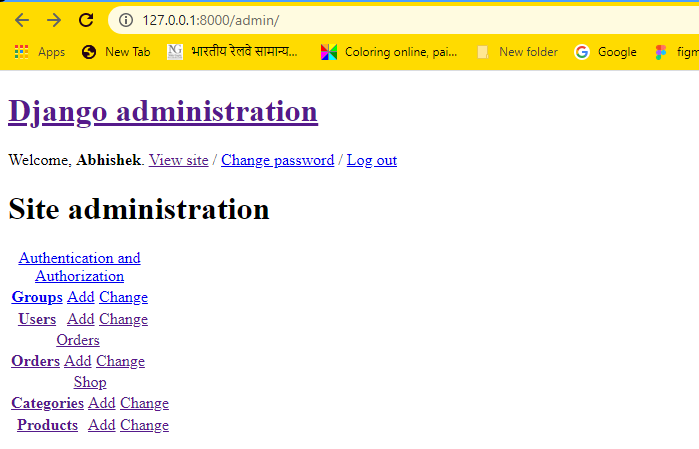 127.0.0.1:8000/admin/
Apps New Tab NG भारतीय रेलवे सामान्य... Coloring online, pai... New folder Google figm
Django administration
Welcome, Abhishek. View site / Change password / Log out
Site administration
Authentication and
Authorization
Groups Add Change
Users Add Change
Orders
Orders Add Change
Shop
Categories Add Change
Products Add Change